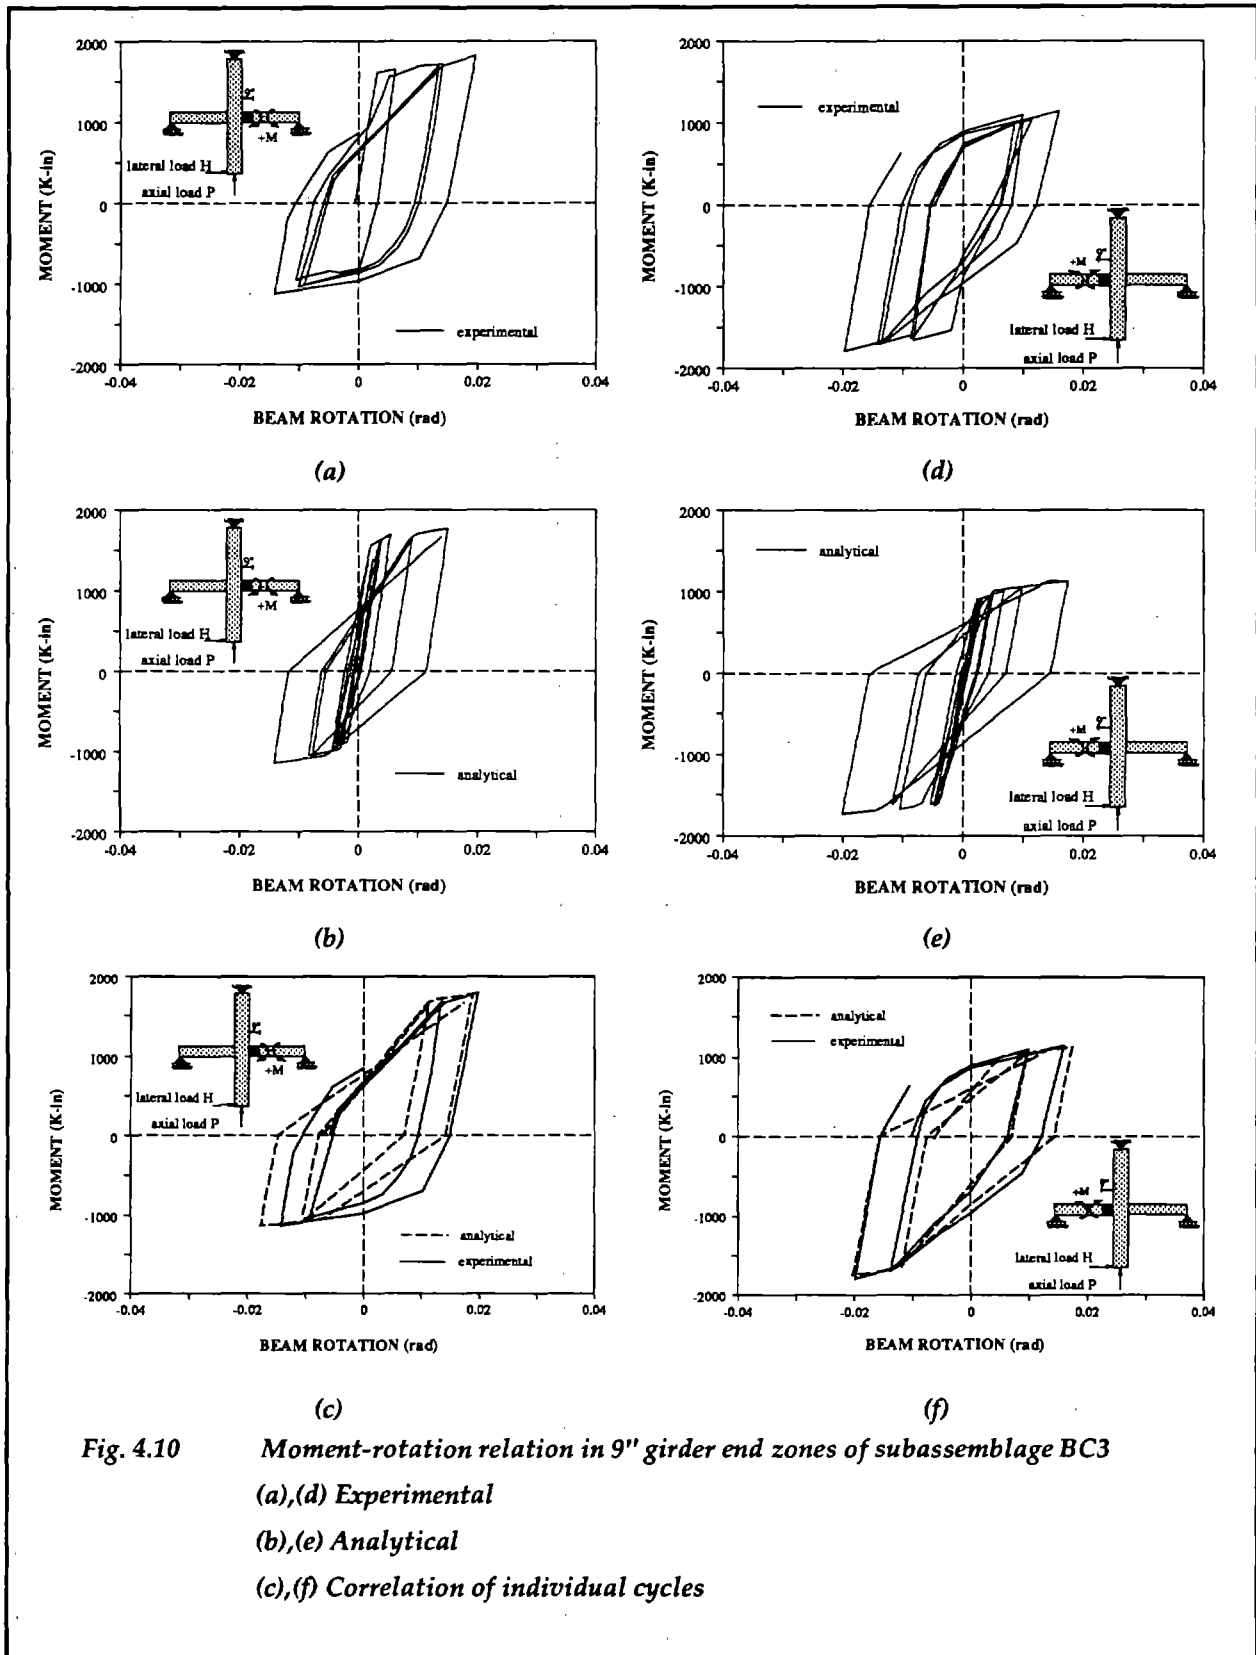 2000
1000
0
-1000
-2000
MOMENT (K-in)
9"
+M
lateral load H
axial load P
experimental
-0.04
-0.02
0
0.02
0.04
BEAM ROTATION (rad)
(a)
2000
1000
0
-1000
-2000
MOMENT (K-in)
experimental
9"
+M
lateral load H
axial load P
-0.04
-0.02
0
0.02
0.04
BEAM ROTATION (rad)
(d)
2000
1000
0
-1000
-2000
MOMENT (K-in)
9"
+M
lateral load H
axial load P
analytical
-0.04
-0.02
0
0.02
0.04
BEAM ROTATION (rad)
(b)
2000
1000
0
-1000
-2000
MOMENT (K-in)
analytical
9"
+M
lateral load H
axial load P
-0.04
-0.02
0
0.02
0.04
BEAM ROTATION (rad)
(e)
2000
1000
0
-1000
-2000
MOMENT (K-in)
9"
+M
lateral load H
axial load P
analytical
experimental
-0.04
-0.02
0
0.02
0.04
BEAM ROTATION (rad)
(c)
2000
1000
0
-1000
-2000
MOMENT (K-in)
analytical
experimental
9"
+M
lateral load H
axial load P
-0.04
-0.02
0
0.02
0.04
BEAM ROTATION (rad)
(f)
Fig. 4.10 Moment-rotation relation in 9" girder end zones of subassemblage BC3
(a),(d) Experimental
(b),(e) Analytical
(c),(f) Correlation of individual cycles